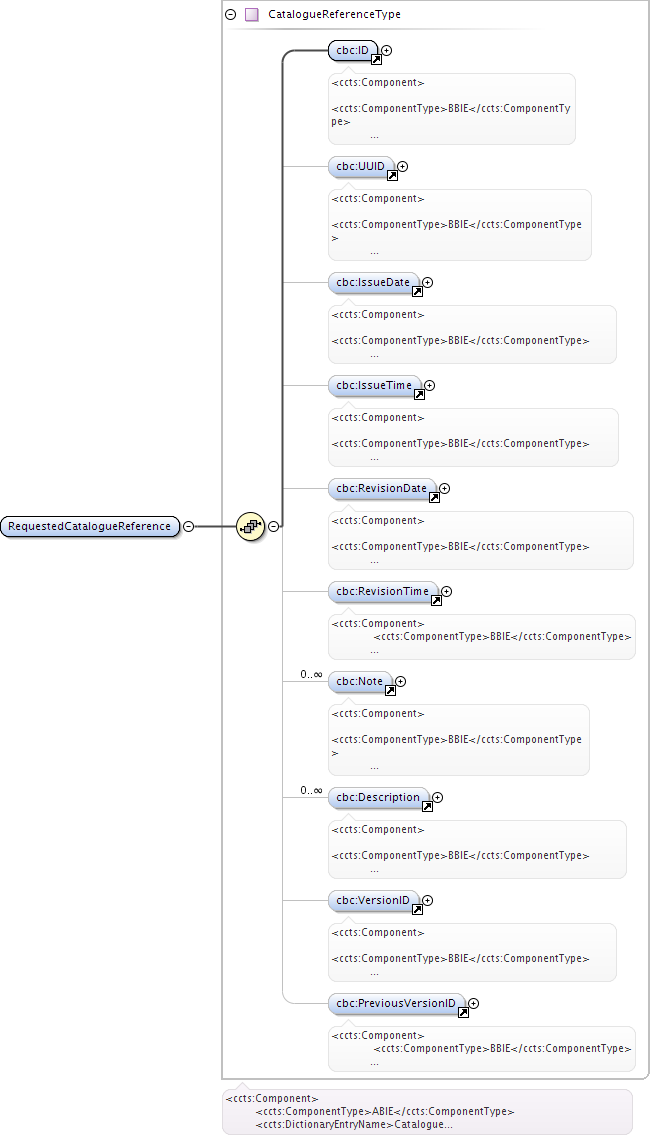 CatalogueReferenceType
cbc:ID
<ccts:Component>
<ccts:ComponentType>BBIE</ccts:ComponentTy
pe>
...
cbc:UUID
<ccts:Component>
<ccts:ComponentType>BBIE</ccts:ComponentType
>
...
cbc:IssueDate
<ccts:Component>
<ccts:ComponentType>BBIE</ccts:ComponentType>
...
cbc:IssueTime
<ccts:Component>
<ccts:ComponentType>BBIE</ccts:ComponentType>
...
cbc:RevisionDate
<ccts:Component>
RequestedCatalogueReference
<ccts:ComponentType>BBIE</ccts:ComponentType>
...
cbc:RevisionTime
<ccts:Component>
<ccts:ComponentType>BBIE</ccts:ComponentType>
...
0..∞
cbc:Note
<ccts:Component>
<ccts:ComponentType>BBIE</ccts:ComponentType
>
...
0..∞
cbc:Description
<ccts:Component>
<ccts:ComponentType>BBIE</ccts:ComponentType>
...
cbc:VersionID
<ccts:Component>
<ccts:ComponentType>BBIE</ccts:ComponentType>
...
cbc:PreviousVersionID
<ccts:Component>
<ccts:ComponentType>BBIE</ccts:ComponentType>
...
<ccts:Component>
<ccts:ComponentType>ABIE</ccts:ComponentType>
<ccts:DictionaryEntryName>Catalogue...